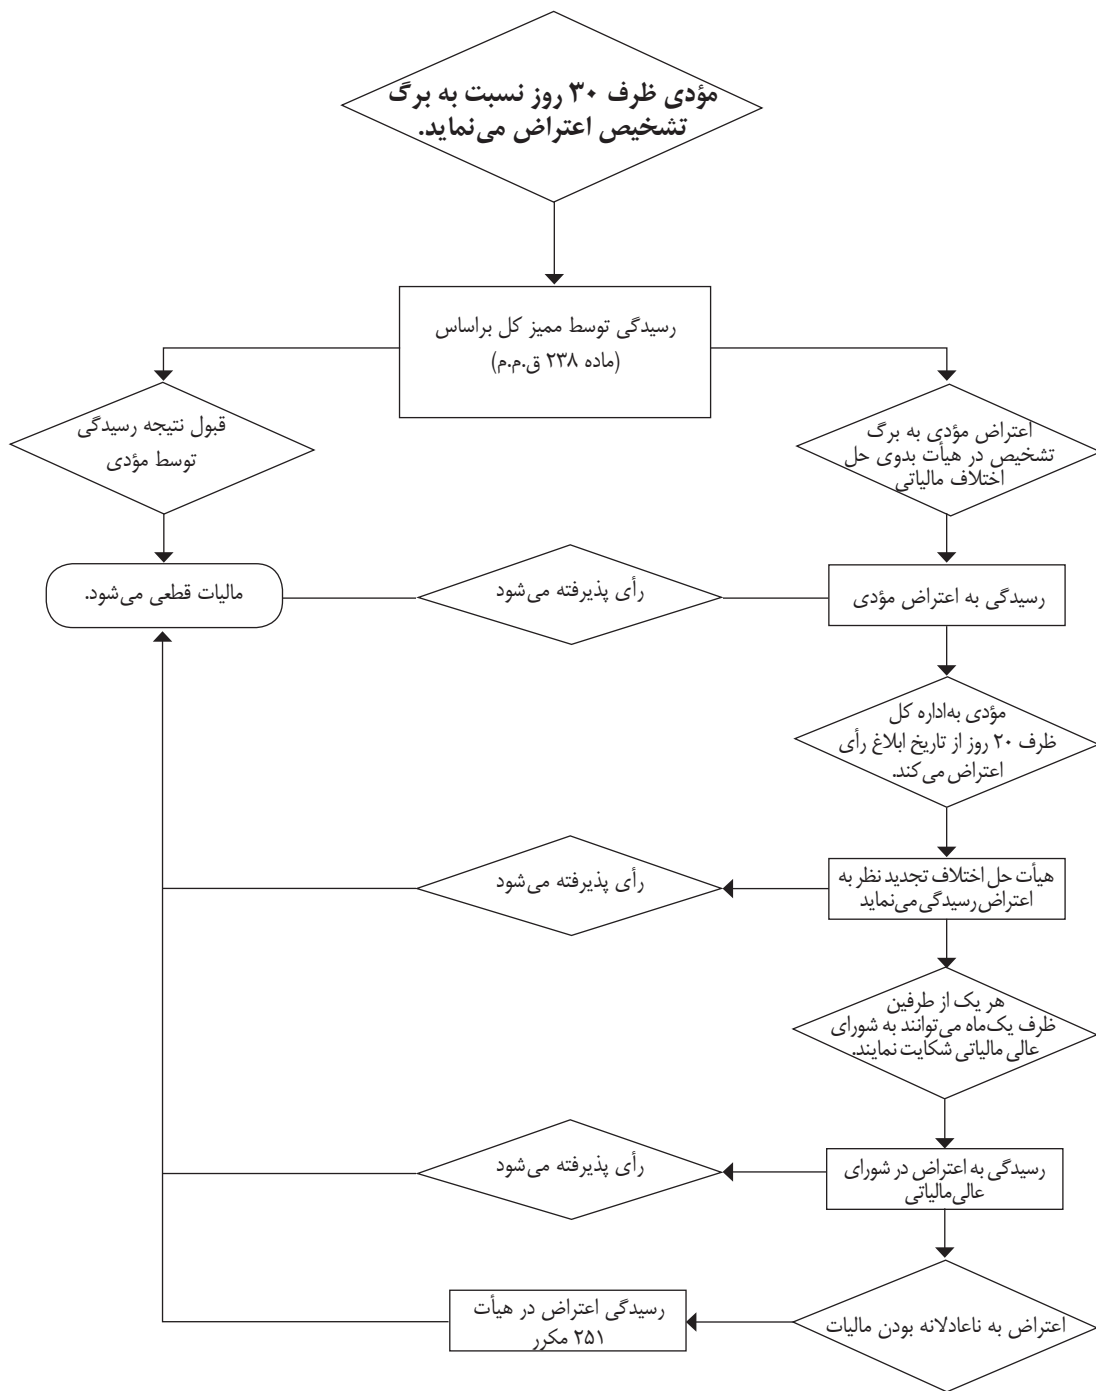 مؤدی ظرف ۳۰ روز نسبت به برگ
تشخیص اعتراض می‌نماید.
رسیدگی توسط ممیز کل براساس
(ماده ۲۳۸ ق.م.م)
قبول نتیجه رسیدگی
توسط مؤدی
اعتراض مؤدی به برگ
تشخیص در هیأت بدوی حل
اختلاف مالیاتی
مالیات قطعی می‌شود.
رأی پذیرفته می‌شود
رسیدگی به اعتراض مؤدی
مؤدی به‌اداره کل
ظرف ۲۰ روز از تاریخ ابلاغ رأی
اعتراض می‌کند.
رأی پذیرفته می‌شود
هیأت حل اختلاف تجدید نظر به
اعتراض رسیدگی می‌نماید
هر یک از طرفین
ظرف یک‌ماه می‌توانند به شورای
عالی مالیاتی شکایت نمایند.
رأی پذیرفته می‌شود
رسیدگی به اعتراض در شورای
عالی‌مالیاتی
رسیدگی اعتراض در هیأت
۲۵۱ مکرر
اعتراض به ناعادلانه بودن مالیات